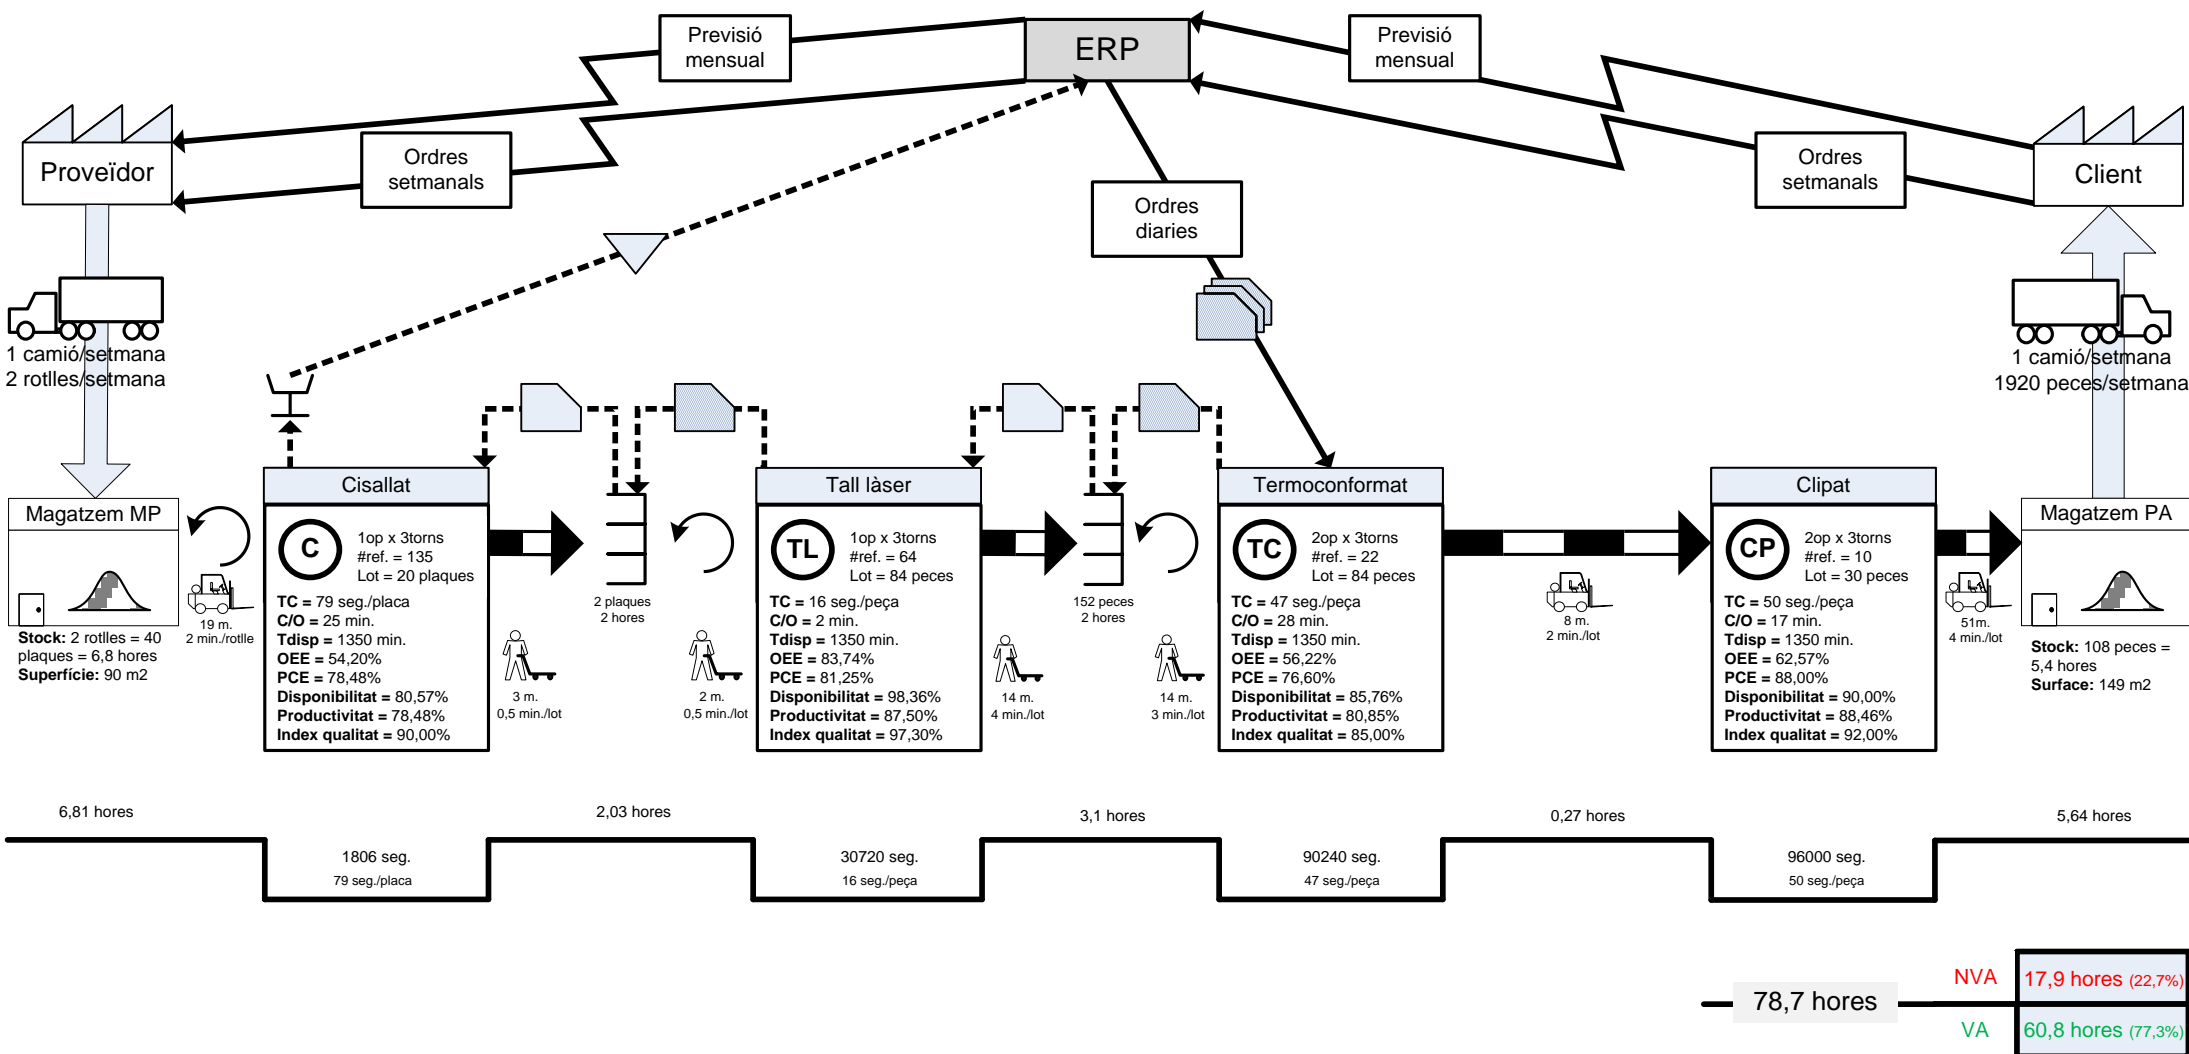 Previsió
mensual
ERP
Previsió
mensual
Proveïdor
Ordres
setmanals
Ordres
diaries
Ordres
setmanals
Client
1 camió/setmana
2 rotlles/setmana
1 camió/setmana
1920 peces/setmana
Magatzem MP
Stock: 2 rotlles = 40
plaques = 6,8 hores
Superfície: 90 m2
19 m.
2 min./rotlle
Cisallat
C
1op x 3torns
#ref. = 135
Lot = 20 plaques
TC = 79 seg./placa
C/O = 25 min.
Tdisp = 1350 min.
OEE = 54,20%
PCE = 78,48%
Disponibilitat = 80,57%
Productivitat = 78,48%
Index qualitat = 90,00%
3 m.
0,5 min./lot
2 plaques
2 hores
2 m.
0,5 min./lot
Tall làser
TL
1op x 3torns
#ref. = 64
Lot = 84 peces
TC = 16 seg./peça
C/O = 2 min.
Tdisp = 1350 min.
OEE = 83,74%
PCE = 81,25%
Disponibilitat = 98,36%
Productivitat = 87,50%
Index qualitat = 97,30%
14 m.
4 min./lot
152 peces
2 hores
14 m.
3 min./lot
Termoconformat
TC
2op x 3torns
#ref. = 22
Lot = 84 peces
TC = 47 seg./peça
C/O = 28 min.
Tdisp = 1350 min.
OEE = 56,22%
PCE = 76,60%
Disponibilitat = 85,76%
Productivitat = 80,85%
Index qualitat = 85,00%
8 m.
2 min./lot
Clipat
CP
2op x 3torns
#ref. = 10
Lot = 30 peces
TC = 50 seg./peça
C/O = 17 min.
Tdisp = 1350 min.
OEE = 62,57%
PCE = 88,00%
Disponibilitat = 90,00%
Productivitat = 88,46%
Index qualitat = 92,00%
51m.
4 min./lot
Magatzem PA
Stock: 108 peces =
5,4 hores
Surface: 149 m2
6,81 hores
2,03 hores
3,1 hores
0,27 hores
5,64 hores
1806 seg.
79 seg./placa
30720 seg.
16 seg./peça
90240 seg.
47 seg./peça
96000 seg.
50 seg./peça
78,7 hores
NVA
17,9 hores (22,7%)
VA
60,8 hores (77,3%)